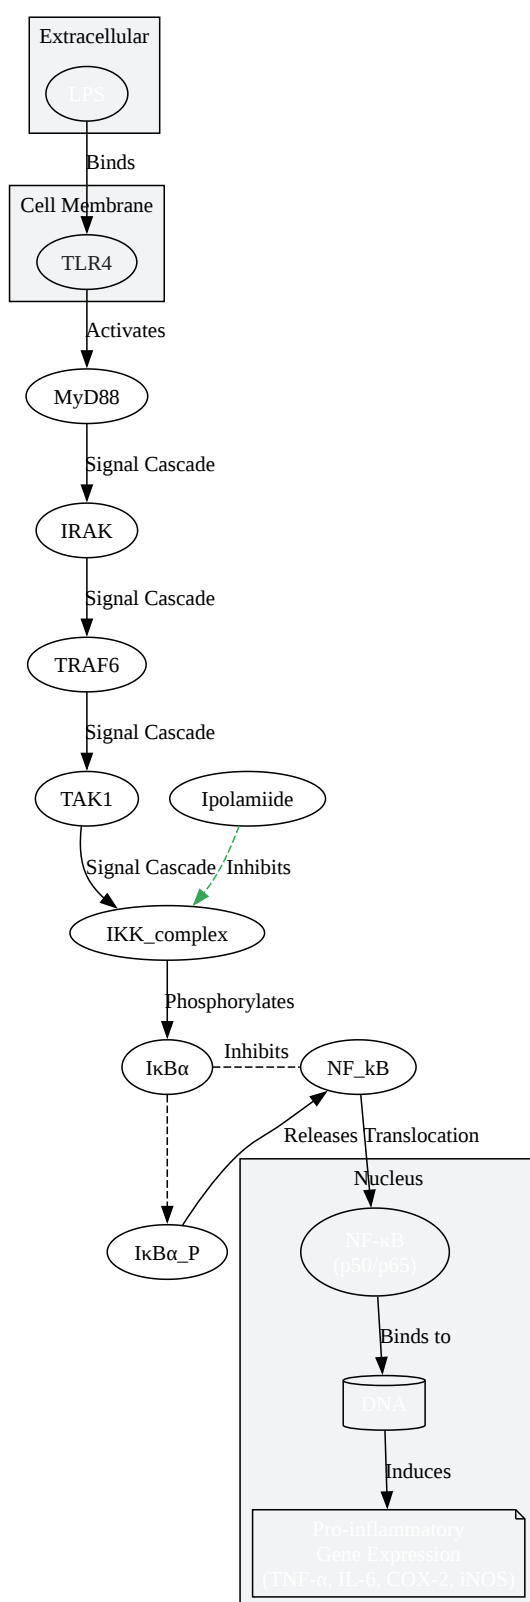 Extracellular
LPS
Binds
Cell Membrane
TLR4
Activates
MyD88
Signal Cascade
IRAK
Signal Cascade
TRAF6
Signal Cascade
TAK1
Ipolamiide
Signal Cascade
Inhibits
IKK_complex
Phosphorylates
IκBα
Inhibits
NF_kB
Releases
Translocation
Nucleus
IκBα_P
NF-κB
(p50/p65)
Binds to
DNA
Induces
Pro-inflammatory
Gene Expression
(TNF-α, IL-6, COX-2, iNOS)